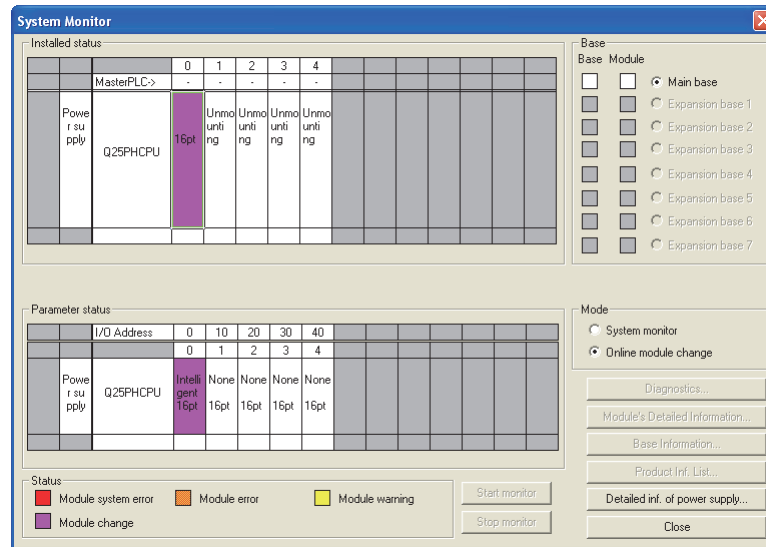 System Monitor
Installed status
0 1 2 3 4
MasterPLC-> - - - - -
Powe
r su
pply
Q25PHCPU
16pt
Unmo
unti
ng
Unmo
unti
ng
Unmo
unti
ng
Unmo
unti
ng
Base
Base Module
Main base
Expansion base 1
Expansion base 2
Expansion base 3
Expansion base 4
Expansion base 5
Expansion base 6
Expansion base 7
Parameter status
I/O Address 0 10 20 30 40
0 1 2 3 4
Powe
r su
pply
Q25PHCPU
Intelli
gent
16pt
None
16pt
None
16pt
None
16pt
None
16pt
Mode
System monitor
Online module change
Diagnostics...
Module's Detailed Information...
Base Information...
Product Inf. List...
Detailed inf. of power supply...
Close
Status
Module system error
Module error
Module warning
Module change
Start monitor
Stop monitor